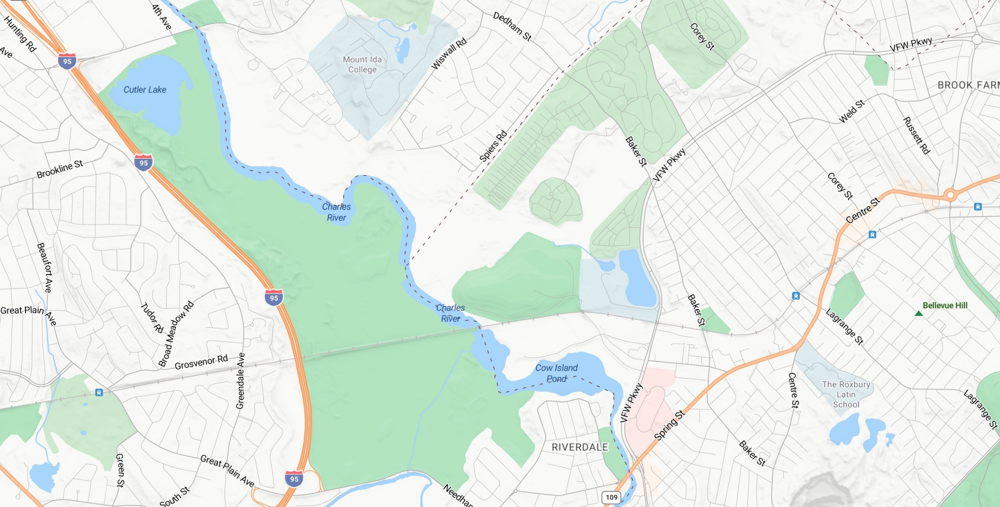 4th Ave
Hunting Rd
Ave
95
Dedham St
Corey St
VFW Pkwy
Wiswall Rd
Mount Ida
College
Cutler Lake
BROOK FARM
Weld St
Russett Rd
Spiers Rd
Baker St
VFW Pkwy
95
Brookline St
Corey St
Centre St
Charles
River
Beaufort Ave
95
Great Plain Ave
Tudor Rd
Broad Meadow Rd
Charles
River
Baker St
Bellevue Hill
Lagrange St
Grosvenor Rd
Greendale Ave
Cow Island
Pond
Centre St
The Roxbury
Latin
School
VFW Pkwy
Lagrange St
Spring St
RIVERDALE
Baker St
Green St
Great Plain Ave
95
South St
Needham
109